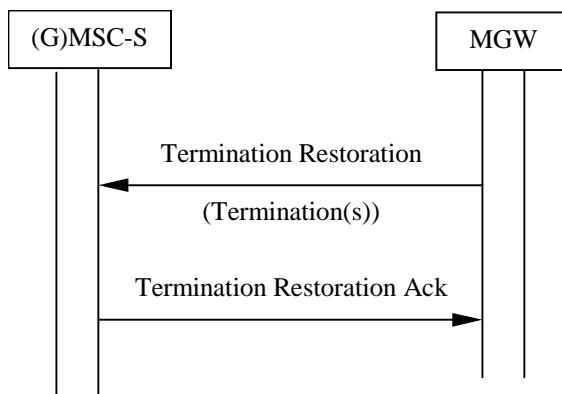 (G)MSC-S
MGW
Termination Restoration
(Termination(s))
Termination Restoration Ack